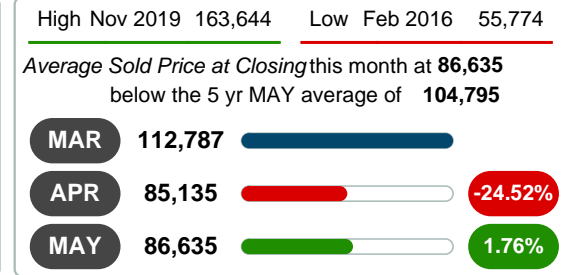 High Nov 2019 163,644 Low Feb 2016 55,774
Average Sold Price at Closing this month at 86,635
below the 5 yr MAY average of 104,795
MAR 112,787
APR 85,135 -24.52%
MAY 86,635 1.76%